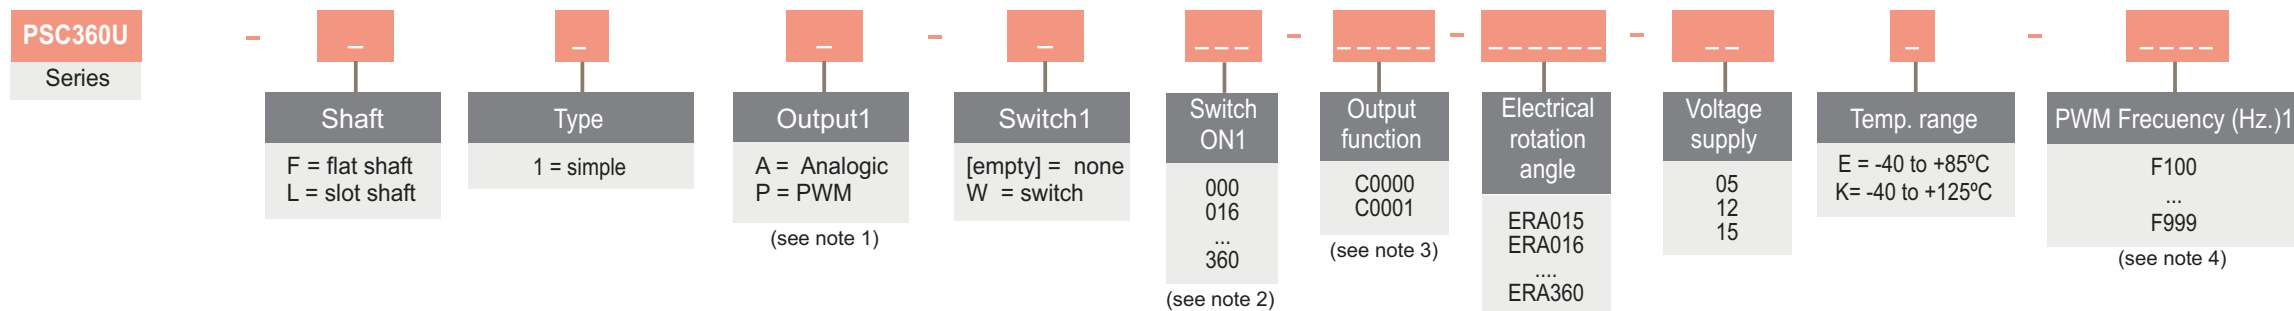 PSC360U - _ _ _ - _ _ _ _ - _ _ _ _ _ - _ _ _ _ _ _ - _ _ _ - _ _ _ _
Series
Shaft
F = flat shaft
L = slot shaft
Type
1 = simple
Output1
A = Analogic
P = PWM
(see note 1)
Switch1
[empty] = none
W = switch
Switch
ON1
000
016
...
360
(see note 2)
Output
function
C0000
C0001
(see note 3)
Electrical
rotation
angle
ERA015
ERA016
....
ERA360
Voltage
supply
05
12
15
Temp. range
E = -40 to +85ºC
K= -40 to +125ºC
PWM Frecuency (Hz.)1
F100
...
F999
(see note 4)